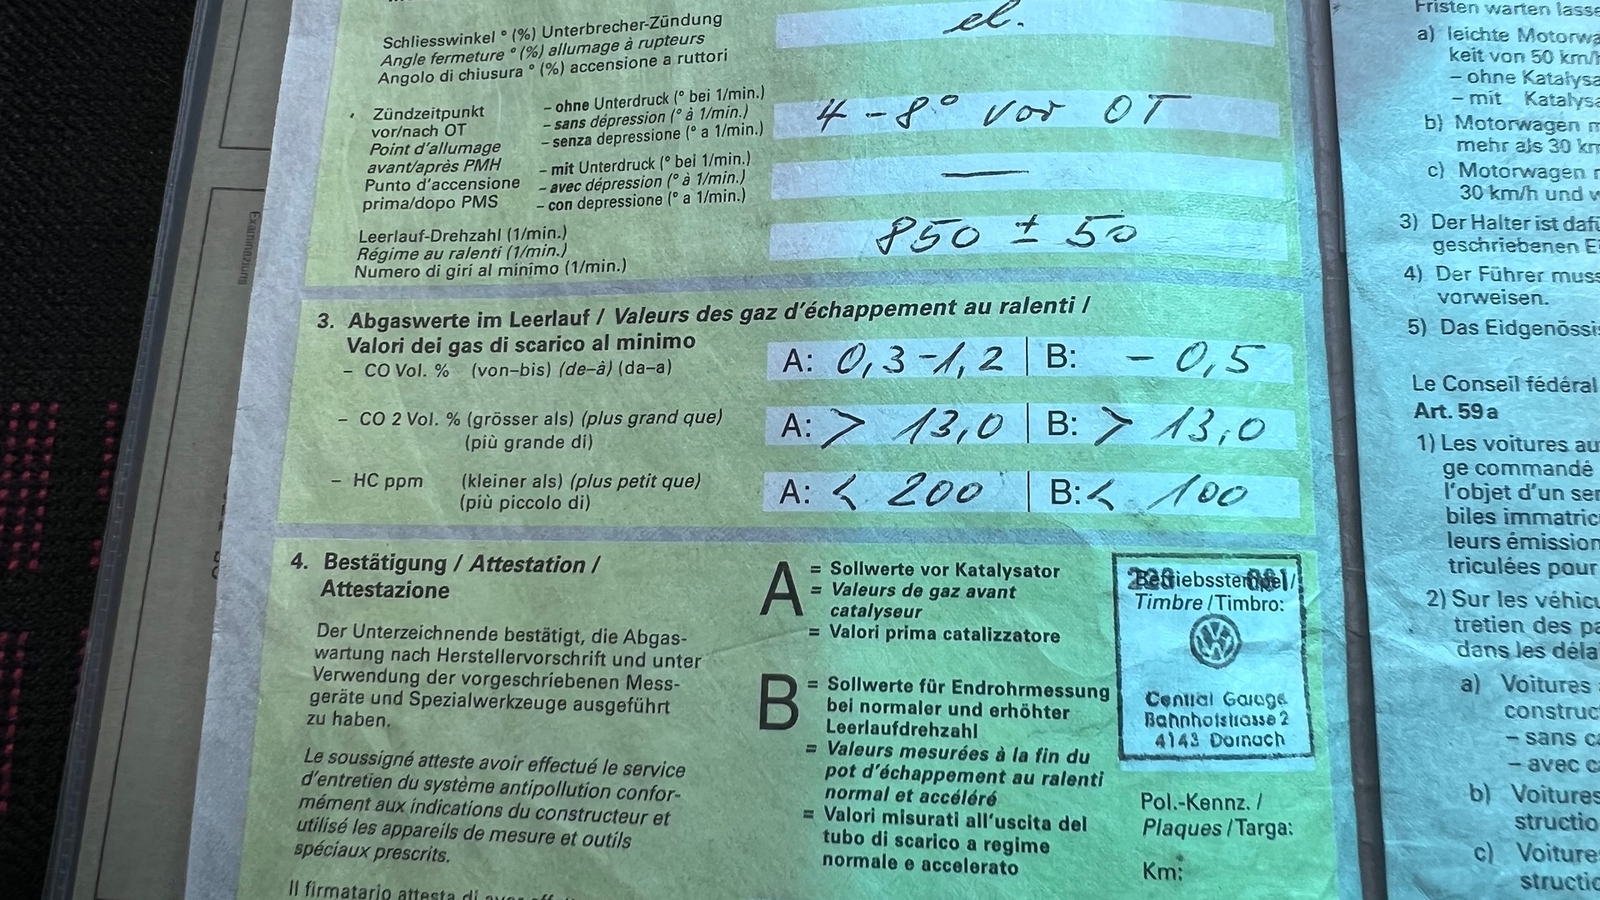 Schliesswinkel ° (%) Unterbrecher-Zündung
Angle fermeture ° (%) allumage à rupteurs
Angolo di chiusura ° (%) accensione a ruttori
el.
Zündzeitpunkt
vor/nach OT
Point d'allumage
avant/après PMH
Punto d'accensione
prima/dopo PMS
– ohne Unterdruck (° bei 1/min.)
– sans dépression (° à 1/min.)
– senza depressione (° a 1/min.)
4 – 8° vor OT
– mit Unterdruck (° bei 1/min.)
– avec dépression (° à 1/min.)
– con depressione (° a 1/min.)
—
Leerlauf-Drehzahl (1/min.)
Régime au ralenti (1/min.)
Numero di giri al minimo (1/min.)
850 ± 50
3. Abgaswerte im Leerlauf / Valeurs des gaz d'échappement au ralenti /
Valori dei gas di scarico al minimo
– CO Vol. % (von–bis) (de–à) (da–a)
A: 0,3-1,2 B: - 0,5
– CO 2 Vol. % (grösser als) (plus grand que)
(più grande di)
A: > 13,0 B: > 13,0
– HC ppm (kleiner als) (plus petit que)
(più piccolo di)
A: < 200 B: < 100
4. Bestätigung / Attestation /
Attestazione
Der Unterzeichnende bestätigt, die Abgas-
wartung nach Herstellervorschrift und unter
Verwendung der vorgeschriebenen Mess-
geräte und Spezialwerkzeuge ausgeführt
zu haben.
Le soussigné atteste avoir effectué le service
d'entretien du système antipollution confor-
mément aux indications du constructeur et
utilisé les appareils de mesure et outils
spéciaux prescrits.
Il firmatario attesta di
A = Sollwerte vor Katalysator
= Valeurs de gaz avant
catalyseur
= Valori prima catalizzatore
B = Sollwerte für Endrohrmessung
bei normaler und erhöhter
Leerlaufdrehzahl
= Valeurs mesurées à la fin du
pot d'échappement au ralenti
normal et accéléré
= Valori misurati all'uscita del
tubo di scarico a regime
normale e accelerato
Betriebsstempel/
Timbre / Timbro:
Central Garage
Bahnhofstrasse 2
4143 Dornach
Pol.-Kennz. /
Plaques / Targa:
Km:
Fristen warten lasse
a) leichte Motorwa
keit von 50 km/h
– ohne Katalysa
– mit Katalysa
b) Motorwagen m
mehr als 30 km
c) Motorwagen
30 km/h und
3) Der Halter ist dafü
geschriebenen
4) Der Führer muss
vorweisen.
5) Das Eidgenössis
Le Conseil fédéral
Art. 59a
1) Les voitures au
ge commandé
l'objet d'un ser
biles immatric
leurs émission
triculées pour
2) Sur les véhicu
tretien des pa
dans les déla
a) Voitures
construc
– sans ca
– avec c
b) Voitures
structio
c) Voiture
structio